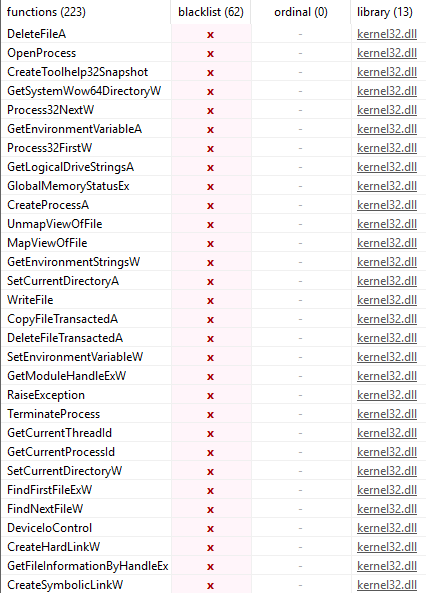 functions (223) blacklist (62) ordinal (0) library (13)
DeleteFileA x - kernel32.dll
OpenProcess x - kernel32.dll
CreateToolhelp32Snapshot x - kernel32.dll
GetSystemWow64DirectoryW x - kernel32.dll
Process32NextW x - kernel32.dll
GetEnvironmentVariableA x - kernel32.dll
Process32FirstW x - kernel32.dll
GetLogicalDriveStringsA x - kernel32.dll
GlobalMemoryStatusEx x - kernel32.dll
CreateProcessA x - kernel32.dll
UnmapViewOfFile x - kernel32.dll
MapViewOfFile x - kernel32.dll
GetEnvironmentStringsW x - kernel32.dll
SetCurrentDirectoryA x - kernel32.dll
WriteFile x - kernel32.dll
CopyFileTransactedA x - kernel32.dll
DeleteFileTransactedA x - kernel32.dll
SetEnvironmentVariableW x - kernel32.dll
GetModuleHandleExW x - kernel32.dll
RaiseException x - kernel32.dll
TerminateProcess x - kernel32.dll
GetCurrentThreadId x - kernel32.dll
GetCurrentProcessId x - kernel32.dll
SetCurrentDirectoryW x - kernel32.dll
FindFirstFileExW x - kernel32.dll
FindNextFileW x - kernel32.dll
DeviceIoControl x - kernel32.dll
CreateHardLinkW x - kernel32.dll
GetFileInformationByHandleEx x - kernel32.dll
CreateSymbolicLinkW x - kernel32.dll